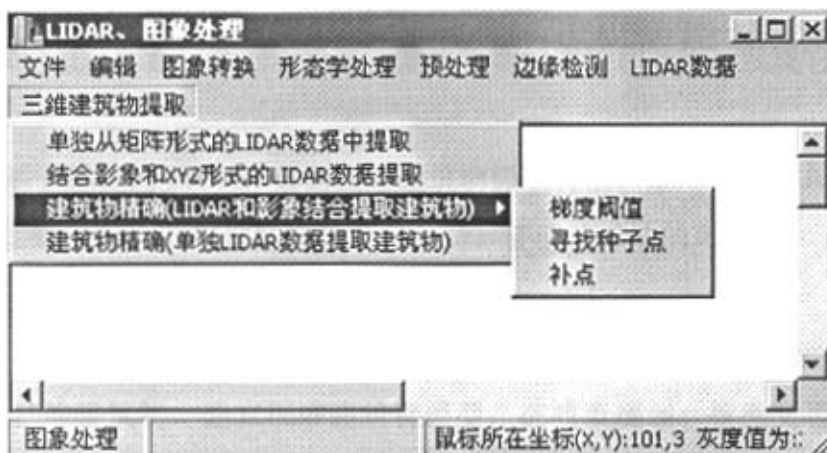 LIDAR、图象处理
文件 编辑 图象转换 形态学处理 预处理 边缘检测 LIDAR数据
三维建筑物提取
单独从矩阵形式的LIDAR数据中提取
结合影象和XYZ形式的LIDAR数据提取
建筑物精确(LIDAR和影象结合提取建筑物)
建筑物精确(单独LIDAR数据提取建筑物)
梯度阈值
寻找种子点
补点
图象处理
鼠标所在坐标(X,Y):101,3 灰度值为::